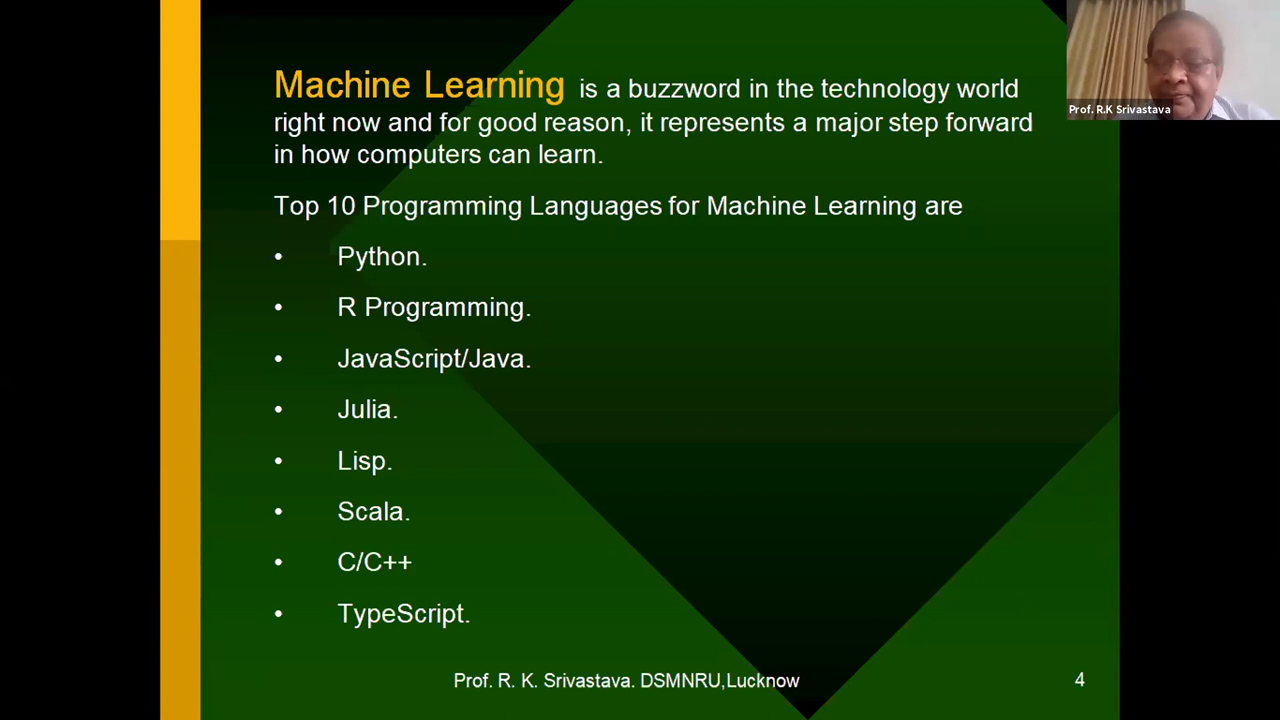 Machine Learning is a buzzword in the technology world
right now and for good reason, it represents a major step forward
in how computers can learn.
Top 10 Programming Languages for Machine Learning are
• Python.
• R Programming.
• JavaScript/Java.
• Julia.
• Lisp.
• Scala.
• C/C++
• TypeScript.
Prof. R. K. Srivastava. DSMNRU,Lucknow
4
Prof. R.K Srivastava